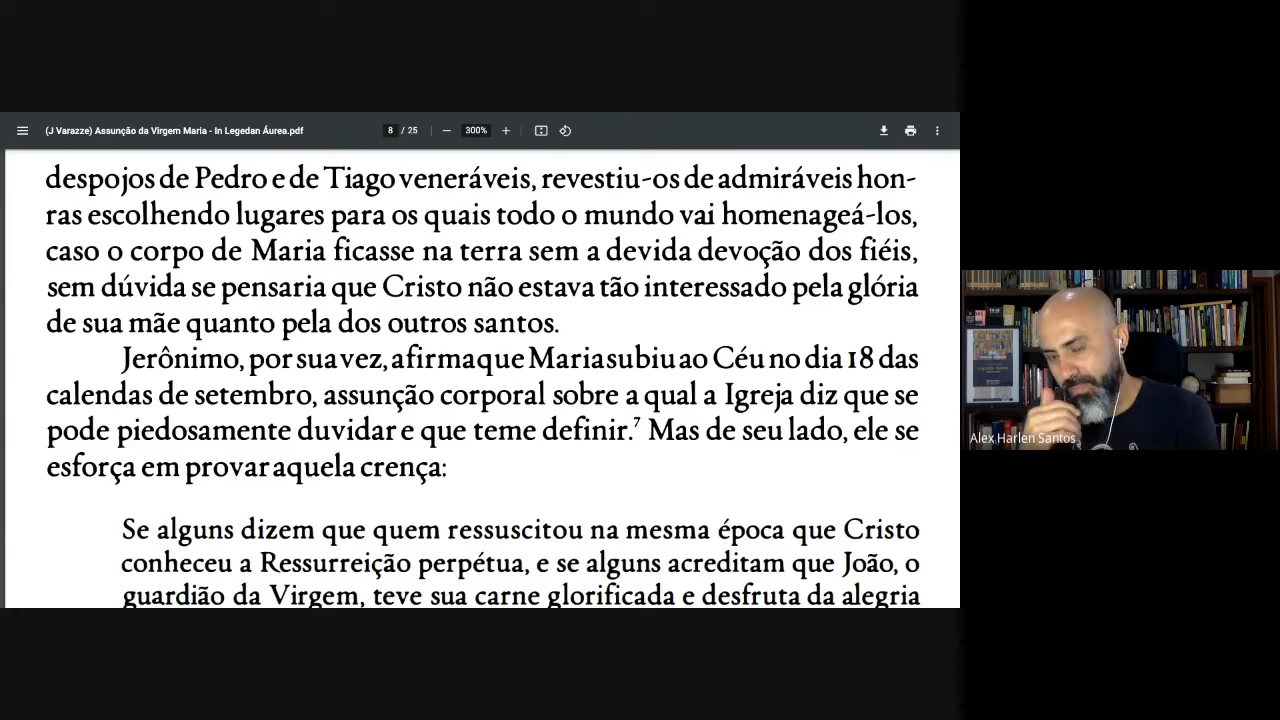 (J Varazze) Assunção da Virgem Maria - In Legedan Áurea.pdf
8 / 25
300%
despojos de Pedro e de Tiago veneráveis, revestiu-os de admiráveis hon-
ras escolhendo lugares para os quais todo o mundo vai homenageá-los,
caso o corpo de Maria ficasse na terra sem a devida devoção dos fiéis,
sem dúvida se pensaria que Cristo não estava tão interessado pela glória
de sua mãe quanto pela dos outros santos.
Jerônimo, por sua vez, afirma que Maria subiu ao Céu no dia 18 das
calendas de setembro, assunção corporal sobre a qual a Igreja diz que se
pode piedosamente duvidar e que teme definir.7 Mas de seu lado, ele se
esforça em provar aquela crença:
Se alguns dizem que quem ressuscitou na mesma época que Cristo
conheceu a Ressurreição perpétua, e se alguns acreditam que João, o
guardião da Virgem, teve sua carne glorificada e desfruta da alegria
Alex Harlen Santos